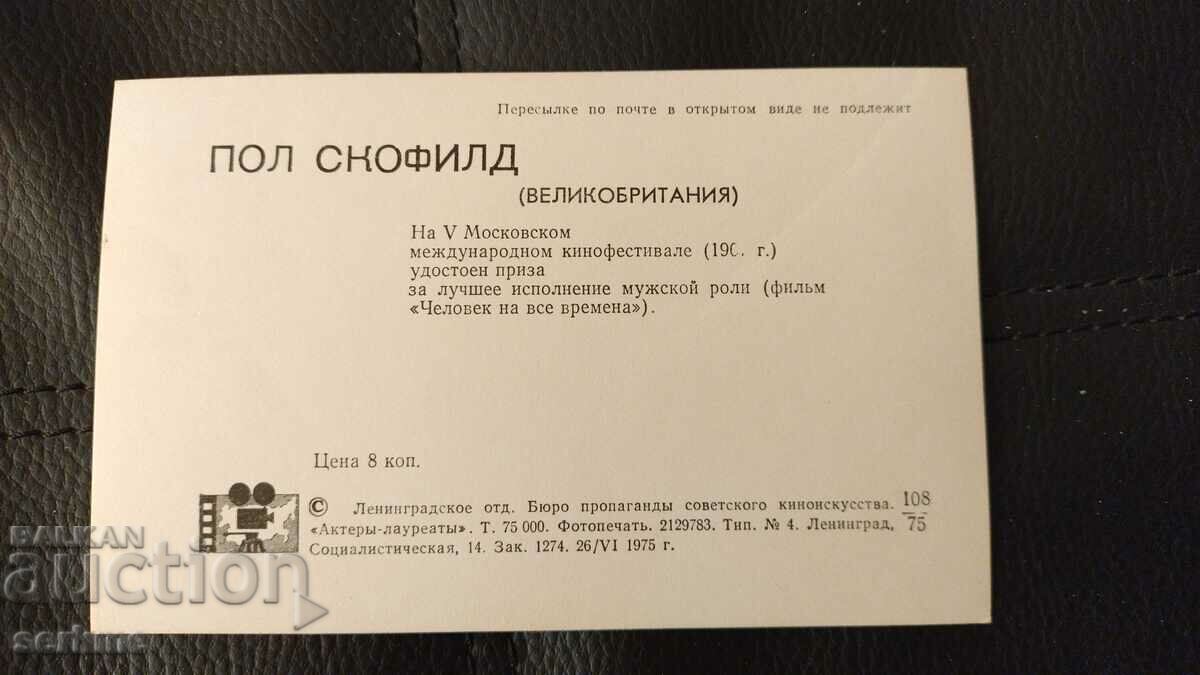 Пересылке по почте в открытом виде не подлежит
ПОЛ СКОФИЛД
(ВЕЛИКОБРИТАНИЯ)
На V Московском
международном кинофестивале г.)
удостоен приза
за лучшее исполнение мужской роли (фильм
«Человек на все времена»).
Цена 8 коп.
© Ленинградское отд. Бюро пропаганды советского киноискусства. 108/75
«Актеры-лауреаты». Т. 75 000. Фотопечать. 2129783. Тип. № 4. Ленинград,
Социалистическая, 14. Зак. 1274. 26/VI 1975 г.
BALKAN
auction
serlume